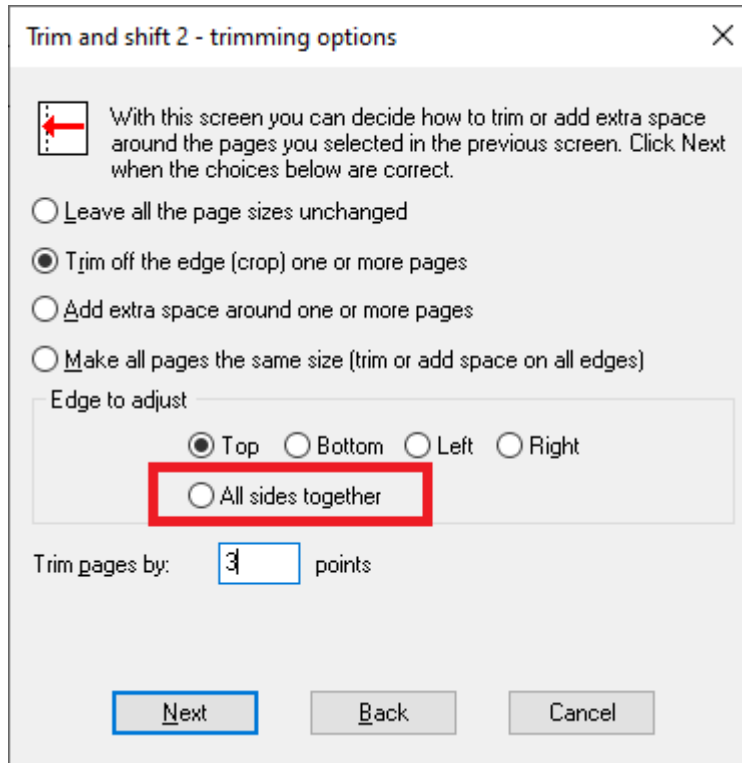 Trim and shift 2 - trimming options
With this screen you can decide how to trim or add extra space
around the pages you selected in the previous screen. Click Next
when the choices below are correct.
Leave all the page sizes unchanged
Trim off the edge (crop) one or more pages
Add extra space around one or more pages
Make all pages the same size (trim or add space on all edges)
Edge to adjust
Top Bottom Left Right
All sides together
Trim pages by: 3 points
Next Back Cancel